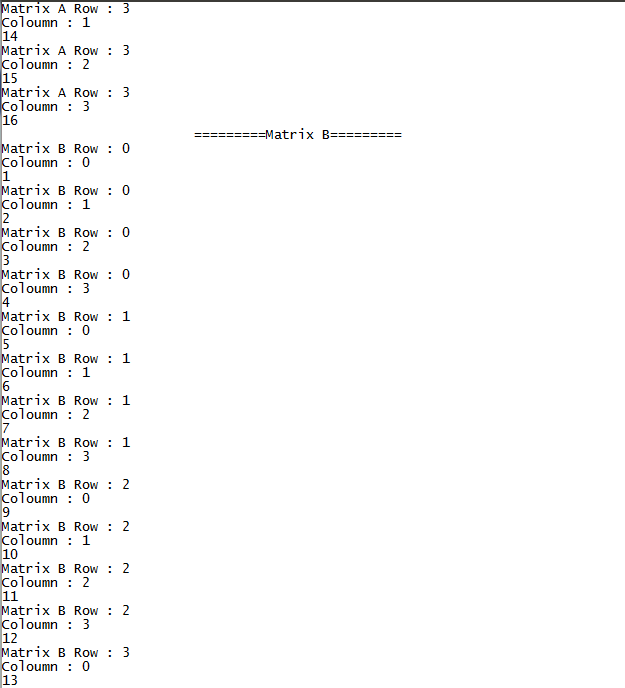 Matrix A Row : 3
Coloumn : 1
14
Matrix A Row : 3
Coloumn : 2
15
Matrix A Row : 3
Coloumn : 3
16
=========Matrix B=========
Matrix B Row : 0
Coloumn : 0
1
Matrix B Row : 0
Coloumn : 1
2
Matrix B Row : 0
Coloumn : 2
3
Matrix B Row : 0
Coloumn : 3
4
Matrix B Row : 1
Coloumn : 0
5
Matrix B Row : 1
Coloumn : 1
6
Matrix B Row : 1
Coloumn : 2
7
Matrix B Row : 1
Coloumn : 3
8
Matrix B Row : 2
Coloumn : 0
9
Matrix B Row : 2
Coloumn : 1
10
Matrix B Row : 2
Coloumn : 2
11
Matrix B Row : 2
Coloumn : 3
12
Matrix B Row : 3
Coloumn : 0
13